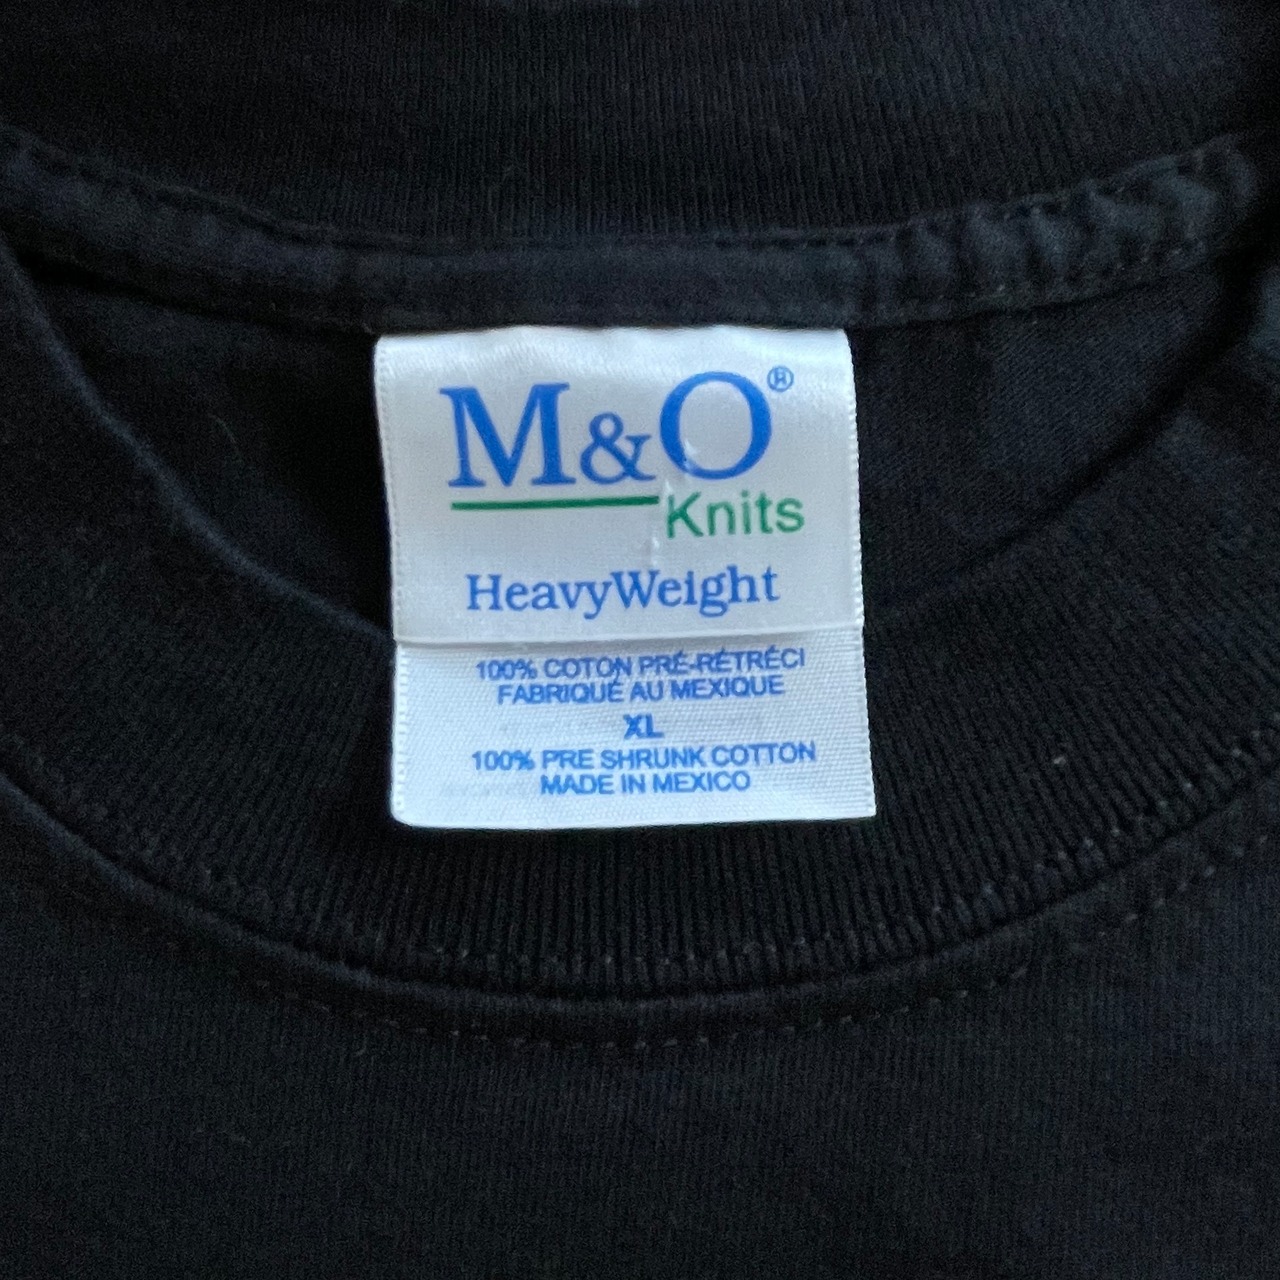 M&O®
Knits
HeavyWeight
100% COTON PRÉ-RÉTRÉCI
FABRIQUÉ AU MEXIQUE
XL
100% PRE SHRUNK COTTON
MADE IN MEXICO